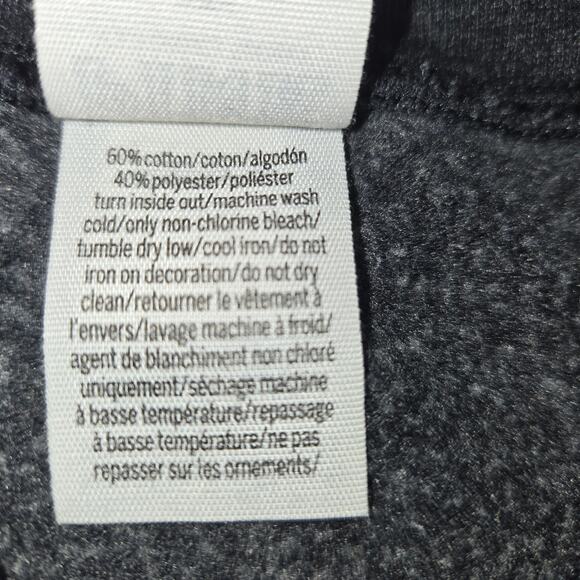 60% cotton/coton/algodón
40% polyester/poliéster
turn inside out/machine wash
cold/only non-chlorine bleach/
tumble dry low/cool iron/do not
iron on decoration/do not dry
clean/retourner le vêtement à
l'envers/lavage machine à froid/
agent de blanchiment non chloré
uniquement/séchage machine
à basse température/repassage
à basse température/ne pas
repasser sur les ornements/